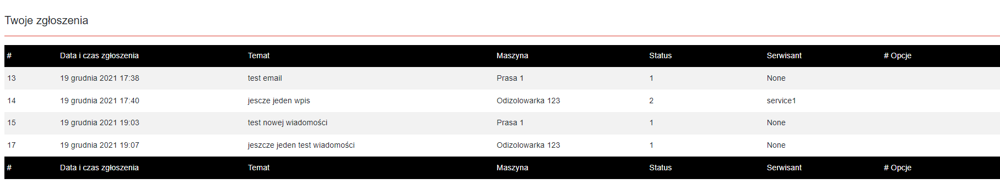 Twoje zgłoszenia
# Data i czas zgłoszenia Temat Maszyna Status Serwisant # Opcje
13 19 grudnia 2021 17:38 test email Prasa 1 1 None
14 19 grudnia 2021 17:40 jescze jeden wpis Odizolowarka 123 2 service1
15 19 grudnia 2021 19:03 test nowej wiadomości Prasa 1 1 None
17 19 grudnia 2021 19:07 jeszcze jeden test wiadomości Odizolowarka 123 1 None
# Data i czas zgłoszenia Temat Maszyna Status Serwisant # Opcje